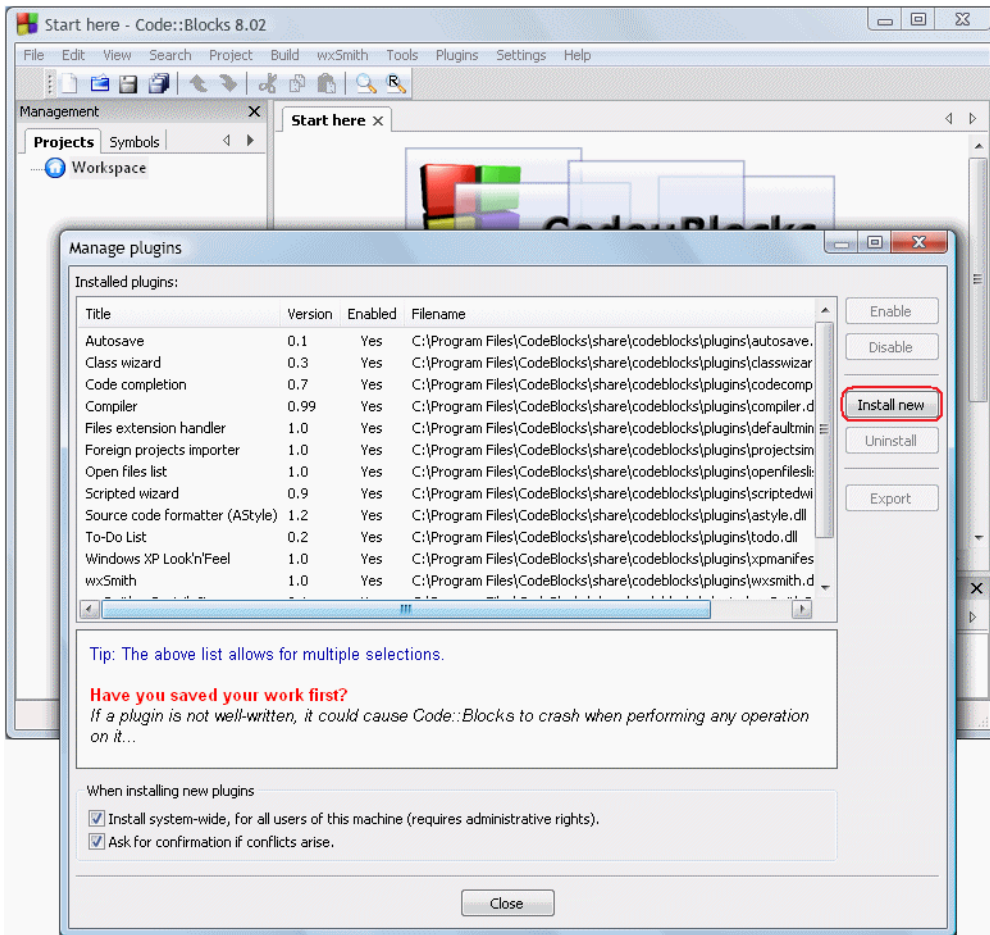 Start here - Code::Blocks 8.02
File Edit View Search Project Build wxSmith Tools Plugins Settings Help
Management
Start here
Projects Symbols
Workspace
Code::Blocks
Manage plugins
Installed plugins:
Title Version Enabled Filename
Autosave 0.1 Yes C:\Program Files\CodeBlocks\share\codeblocks\plugins\autosave.
Class wizard 0.3 Yes C:\Program Files\CodeBlocks\share\codeblocks\plugins\classwizar
Code completion 0.7 Yes C:\Program Files\CodeBlocks\share\codeblocks\plugins\codecomp
Compiler 0.99 Yes C:\Program Files\CodeBlocks\share\codeblocks\plugins\compiler.d
Files extension handler 1.0 Yes C:\Program Files\CodeBlocks\share\codeblocks\plugins\defaultmin
Foreign projects importer 1.0 Yes C:\Program Files\CodeBlocks\share\codeblocks\plugins\projectsim
Open files list 1.0 Yes C:\Program Files\CodeBlocks\share\codeblocks\plugins\openfilesli
Scripted wizard 0.9 Yes C:\Program Files\CodeBlocks\share\codeblocks\plugins\scriptedwi
Source code formatter (AStyle) 1.2 Yes C:\Program Files\CodeBlocks\share\codeblocks\plugins\astyle.dll
To-Do List 0.2 Yes C:\Program Files\CodeBlocks\share\codeblocks\plugins\todo.dll
Windows XP Look'n'Feel 1.0 Yes C:\Program Files\CodeBlocks\share\codeblocks\plugins\xpmanifes
wxSmith 1.0 Yes C:\Program Files\CodeBlocks\share\codeblocks\plugins\wxsmith.d
Enable
Disable
Install new
Uninstall
Export
Tip: The above list allows for multiple selections.
Have you saved your work first?
If a plugin is not well-written, it could cause Code::Blocks to crash when performing any operation
on it...
When installing new plugins
Install system-wide, for all users of this machine (requires administrative rights).
Ask for confirmation if conflicts arise.
Close